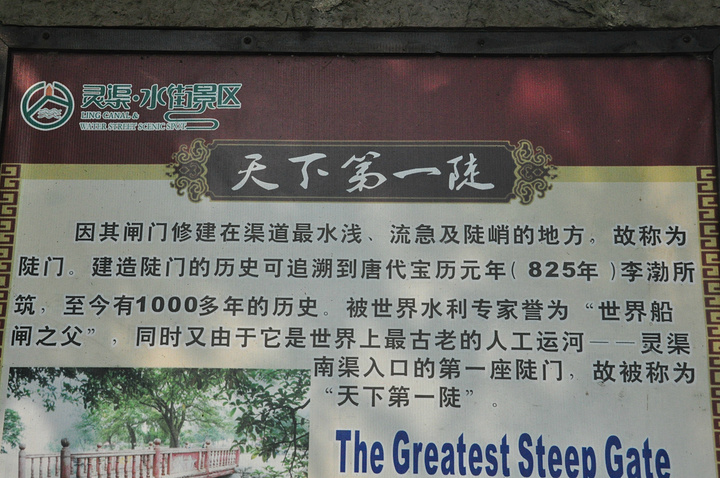 灵渠·水街景区
LING CANAL &
WATER STREET SCENIC SPOT
天下第一陡
因其闸门修建在渠道最水浅、流急及陡峭的地方，故称为
陡门。建造陡门的历史可追溯到唐代宝历元年（825年）李渤所
筑，至今有1000多年的历史。被世界水利专家誉为“世界船
闸之父”，同时又由于它是世界上最古老的人工运河——灵渠
南渠入口的第一座陡门，故被称为
“天下第一陡”。
The Greatest Steep Gate